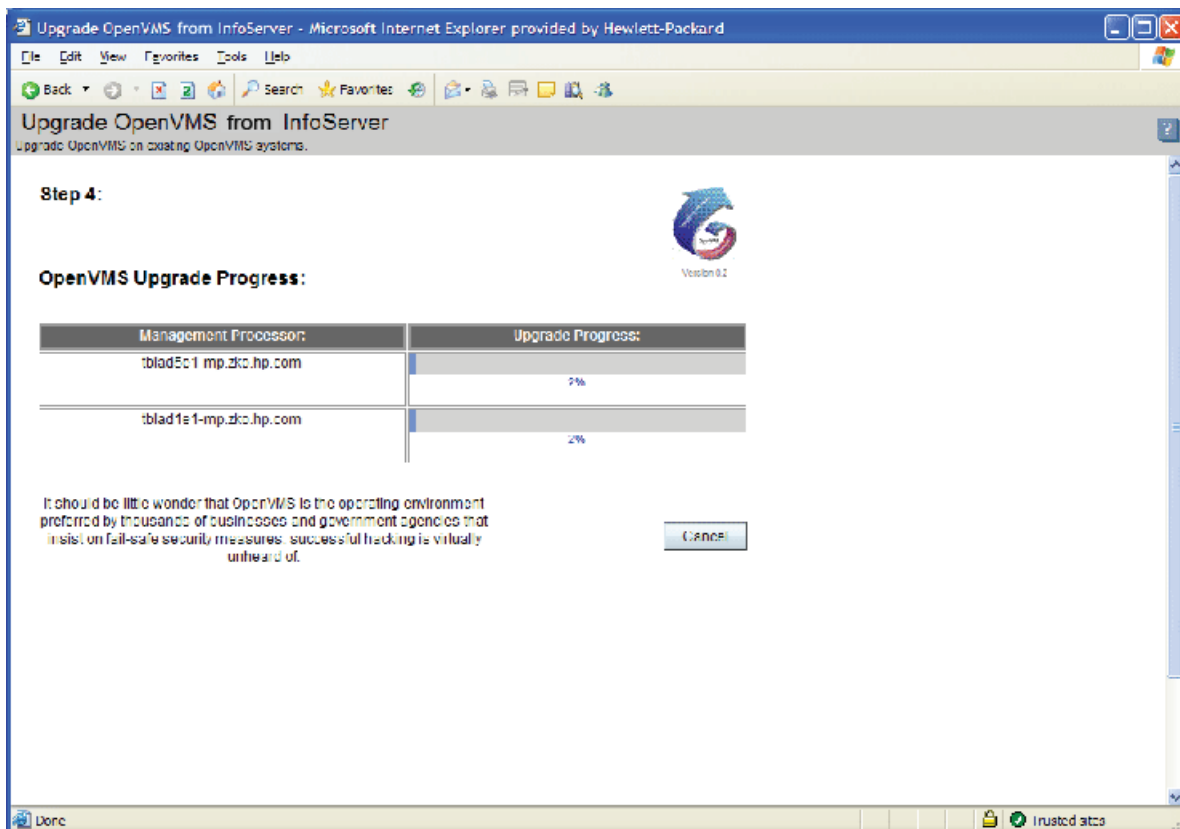 Upgrade OpenVMS from InfoServer - Microsoft Internet Explorer provided by Hewlett-Packard
File Edit View Favorites Tools Help
Back Search Favorites
Upgrade OpenVMS from InfoServer
Upgrade OpenVMS on existing OpenVMS systems.
?
Step 4:
Version 0.2
OpenVMS Upgrade Progress:
Management Processor: Upgrade Progress:
2%
tblad1e1-mp.zko.hp.com
2%
It should be little wonder that OpenVMS is the operating environment
preferred by thousands of businesses and government agencies that
insist on fail-safe security measures, successful hacking is virtually
unheard of.
Cancel
Done Trusted sites